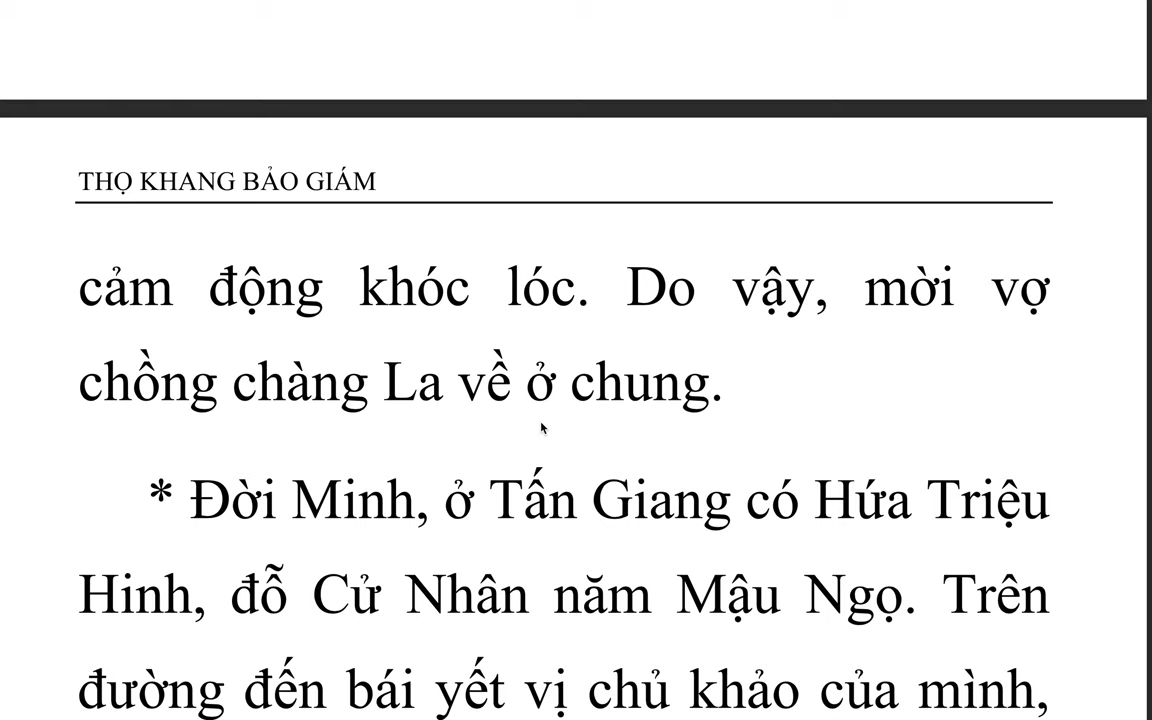 THỌ KHANG BẢO GIÁM
cảm động khóc lóc. Do vậy, mời vợ
chồng chàng La về ở chung.
* Đời Minh, ở Tấn Giang có Hứa Triệu
Hinh, đỗ Cử Nhân năm Mậu Ngọ. Trên
đường đến bái yết vị chủ khảo của mình,